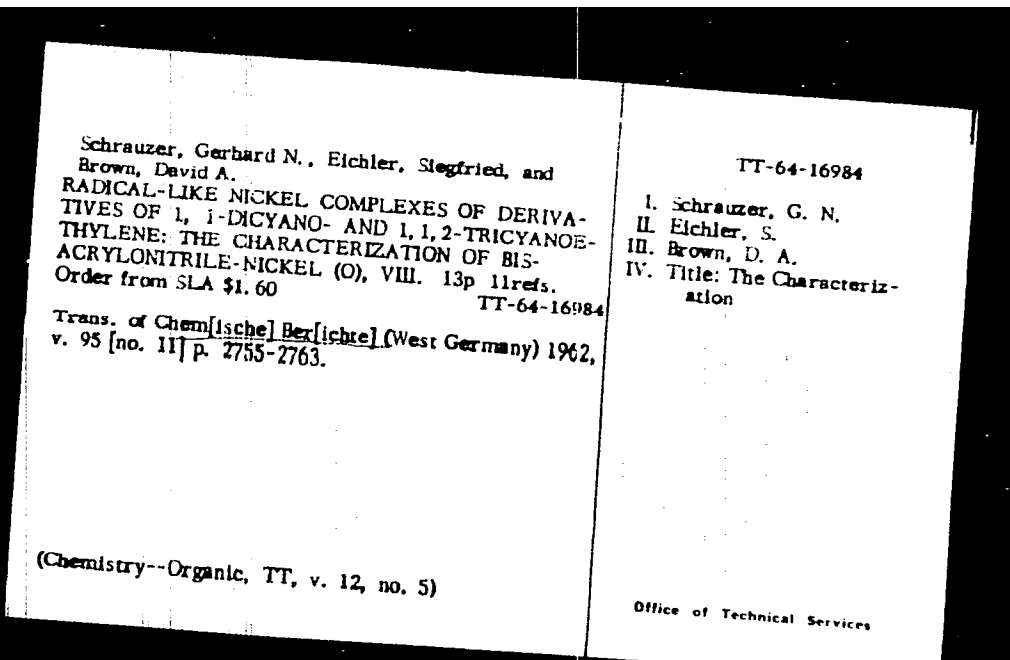 Schrauzer, Gerhard N., Eichler, Siegfried, and
Brown, David A.
RADICAL-LIKE NICKEL COMPLEXES OF DERIVA-
TIVES OF 1, 1-DICYANO- AND 1, 1, 2-TRICYANOE-
THYLENE: THE CHARACTERIZATION OF BIS-
ACRYLONITRILE-NICKEL (O), VIII. 13p 11refs.
Order from SLA $1.60 TT-64-16984
Trans. of Chem[ische] Ber[ichte] (West Germany) 1962,
v. 95 [no. 11] p. 2755-2763.
(Chemistry--Organic, TT, v. 12, no. 5)
TT-64-16984
I. Schrauzer, G. N.
II. Eichler, S.
III. Brown, D. A.
IV. Title: The Characteriz-
ation
Office of Technical Services